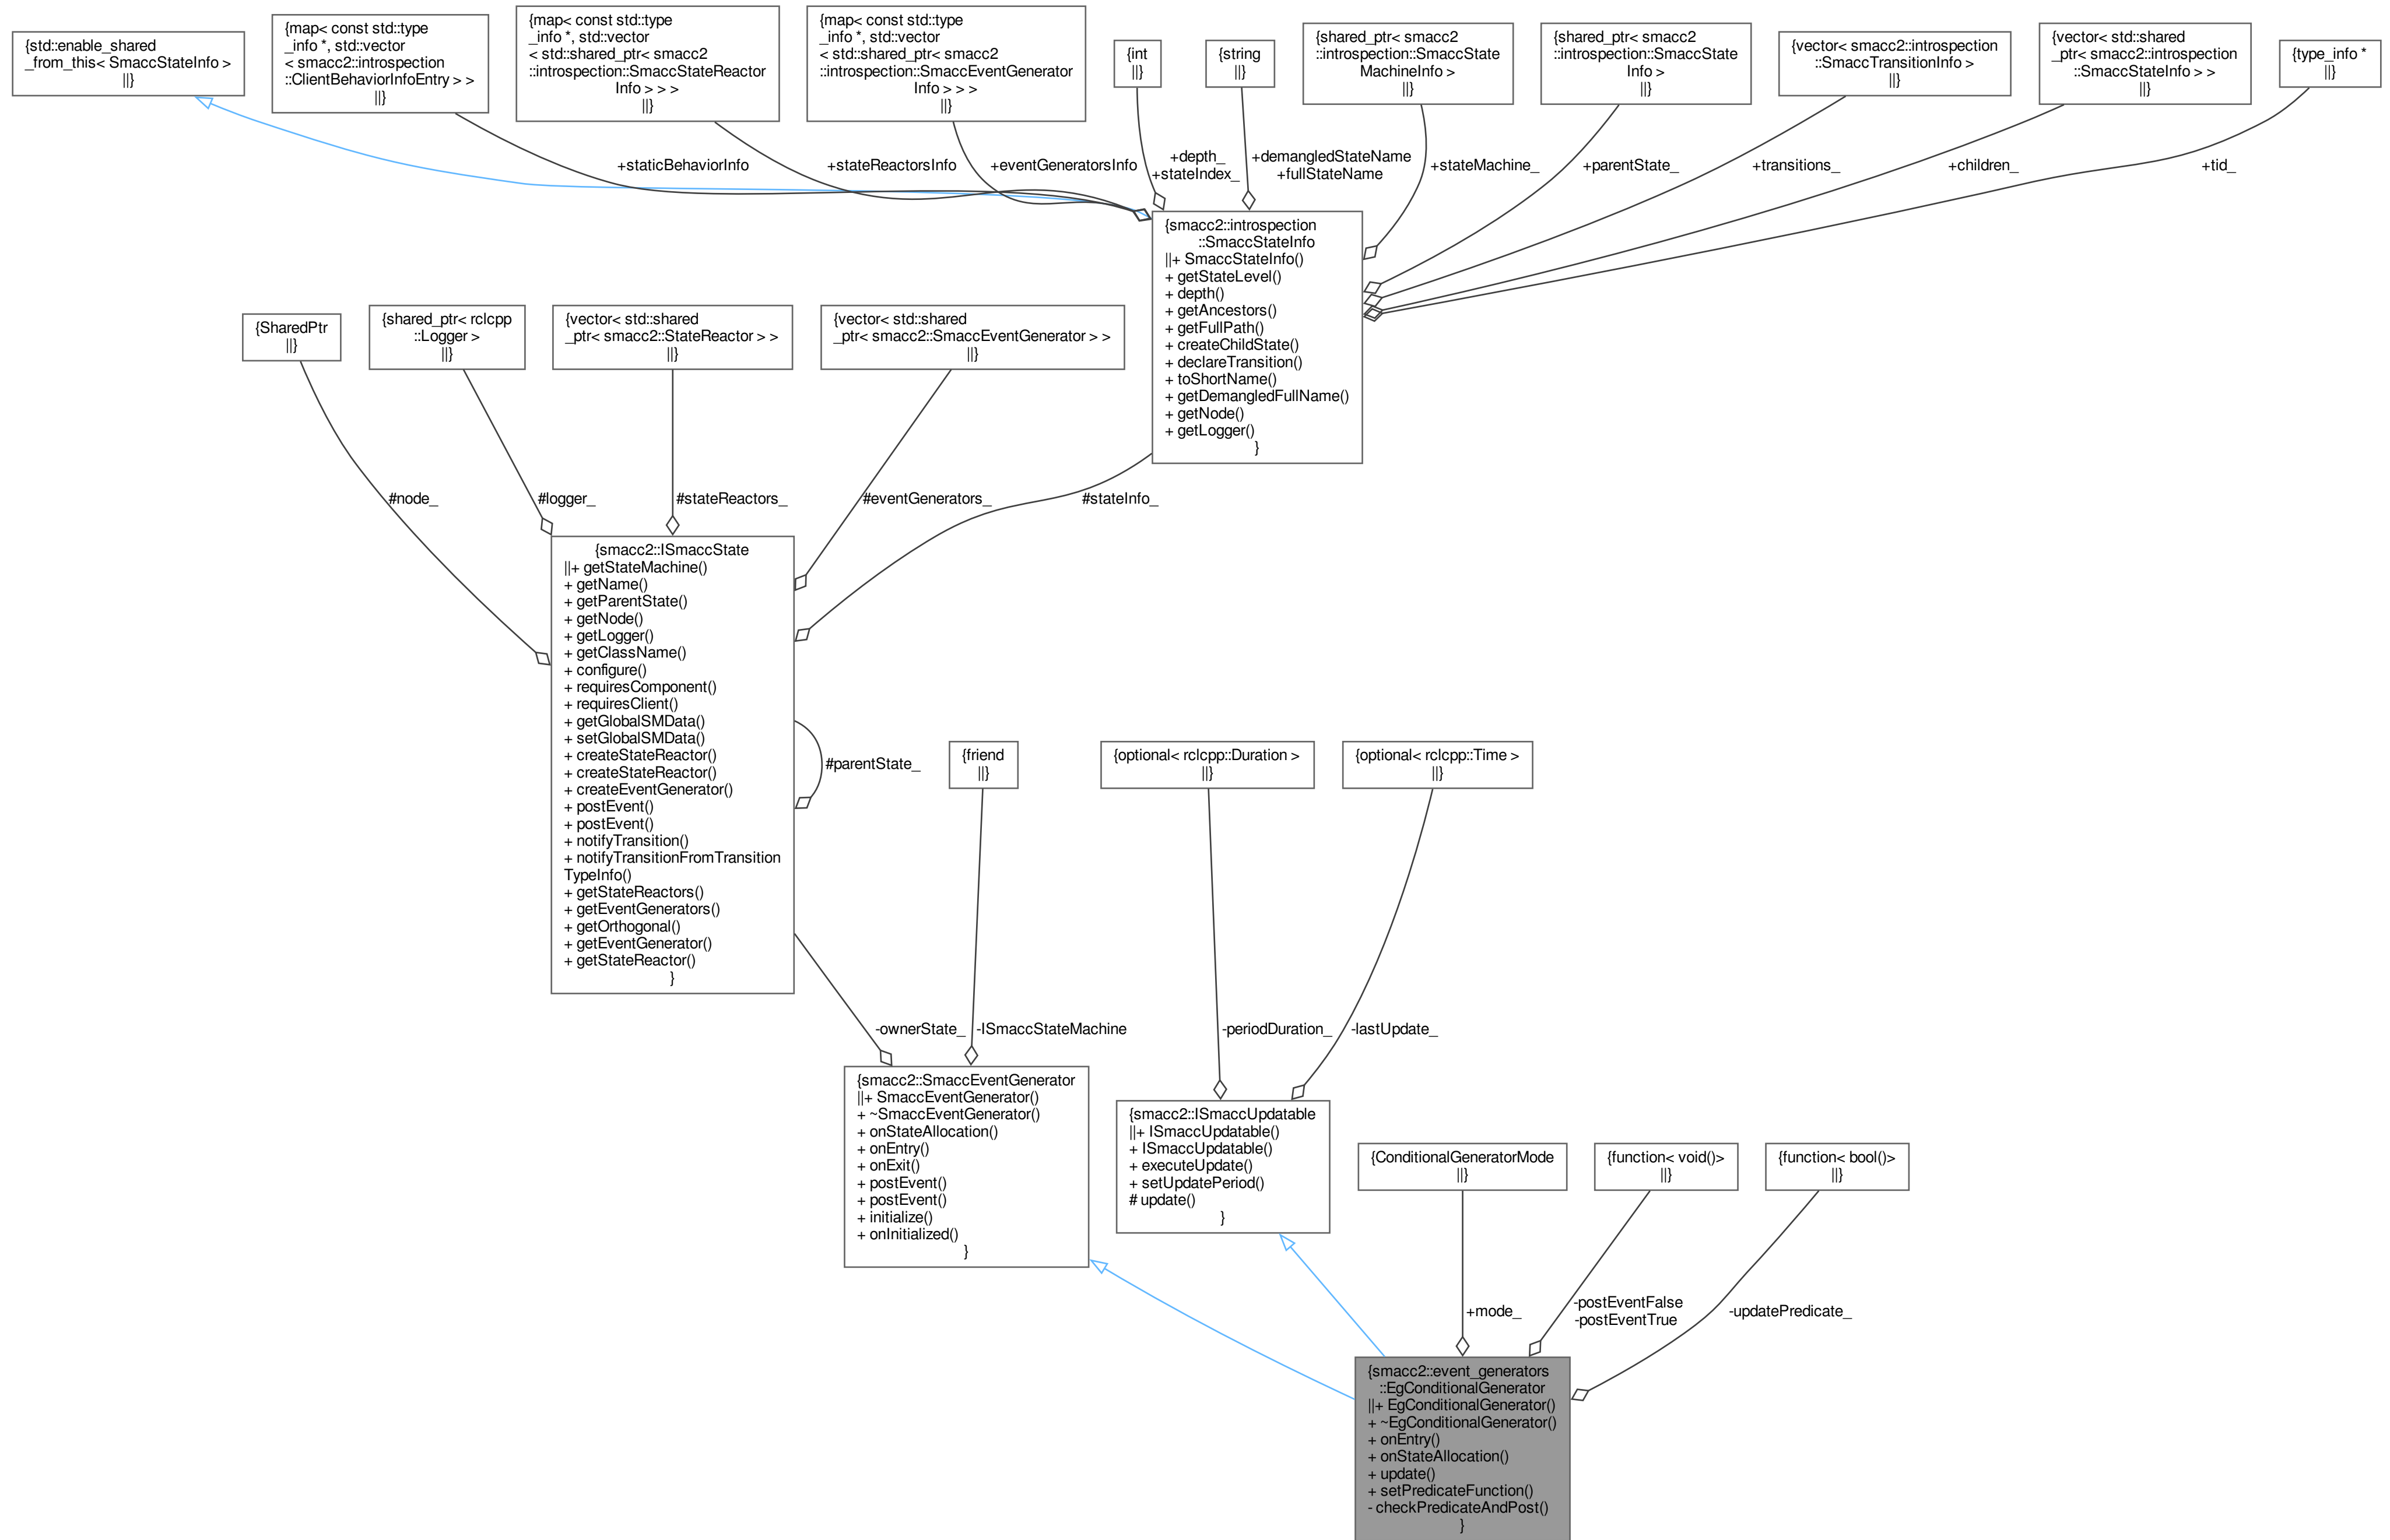 {std::enable_shared
_from_this< SmaccStateInfo >
||}
{map< const std::type
_info *, std::vector
< smacc2::introspection
::ClientBehaviorInfoEntry > >
||}
{map< const std::type
_info *, std::vector
< std::shared_ptr< smacc2
::introspection::SmaccStateReactor
Info > > >
||}
{map< const std::type
_info *, std::vector
< std::shared_ptr< smacc2
::introspection::SmaccEventGenerator
Info > > >
||}
{int
||}
{string
||}
{shared_ptr< smacc2
::introspection::SmaccState
MachineInfo >
||}
{shared_ptr< smacc2
::introspection::SmaccState
Info >
||}
{vector< smacc2::introspection
::SmaccTransitionInfo >
||}
{vector< std::shared
_ptr< smacc2::introspection
::SmaccStateInfo > >
||}
{type_info *
||}
+staticBehaviorInfo
+stateReactorsInfo
+eventGeneratorsInfo
+depth_
+stateIndex_
+demangledStateName
+fullStateName
+stateMachine_
+parentState_
+transitions_
+children_
+tid_
{smacc2::introspection
::SmaccStateInfo
||+ SmaccStateInfo()
+ getStateLevel()
+ depth()
+ getAncestors()
+ getFullPath()
+ createChildState()
+ declareTransition()
+ toShortName()
+ getDemangledFullName()
+ getNode()
+ getLogger()
}
{SharedPtr
||}
{shared_ptr< rclcpp
::Logger >
||}
{vector< std::shared
_ptr< smacc2::StateReactor > >
||}
{vector< std::shared
_ptr< smacc2::SmaccEventGenerator > >
||}
#node_
#logger_
#stateReactors_
#eventGenerators_
#stateInfo_
{smacc2::ISmaccState
||+ getStateMachine()
+ getName()
+ getParentState()
+ getNode()
+ getLogger()
+ getClassName()
+ configure()
+ requiresComponent()
+ requiresClient()
+ getGlobalSMData()
+ setGlobalSMData()
+ createStateReactor()
+ createStateReactor()
+ createEventGenerator()
+ postEvent()
+ postEvent()
+ notifyTransition()
+ notifyTransitionFromTransition
TypeInfo()
+ getStateReactors()
+ getEventGenerators()
+ getOrthogonal()
+ getEventGenerator()
+ getStateReactor()
}
#parentState_
{friend
||}
{optional< rclcpp::Duration >
||}
{optional< rclcpp::Time >
||}
-ownerState_
-ISmaccStateMachine
-periodDuration_
-lastUpdate_
{smacc2::SmaccEventGenerator
||+ SmaccEventGenerator()
+ ~SmaccEventGenerator()
+ onStateAllocation()
+ onEntry()
+ onExit()
+ postEvent()
+ postEvent()
+ initialize()
+ onInitialized()
}
{smacc2::ISmaccUpdatable
||+ ISmaccUpdatable()
+ ISmaccUpdatable()
+ executeUpdate()
+ setUpdatePeriod()
# update()
}
{ConditionalGeneratorMode
||}
{function< void()>
||}
{function< bool()>
||}
+mode_
-postEventFalse
-postEventTrue
-updatePredicate_
{smacc2::event_generators
::EgConditionalGenerator
||+ EgConditionalGenerator()
+ ~EgConditionalGenerator()
+ onEntry()
+ onStateAllocation()
+ update()
+ setPredicateFunction()
- checkPredicateAndPost()
}